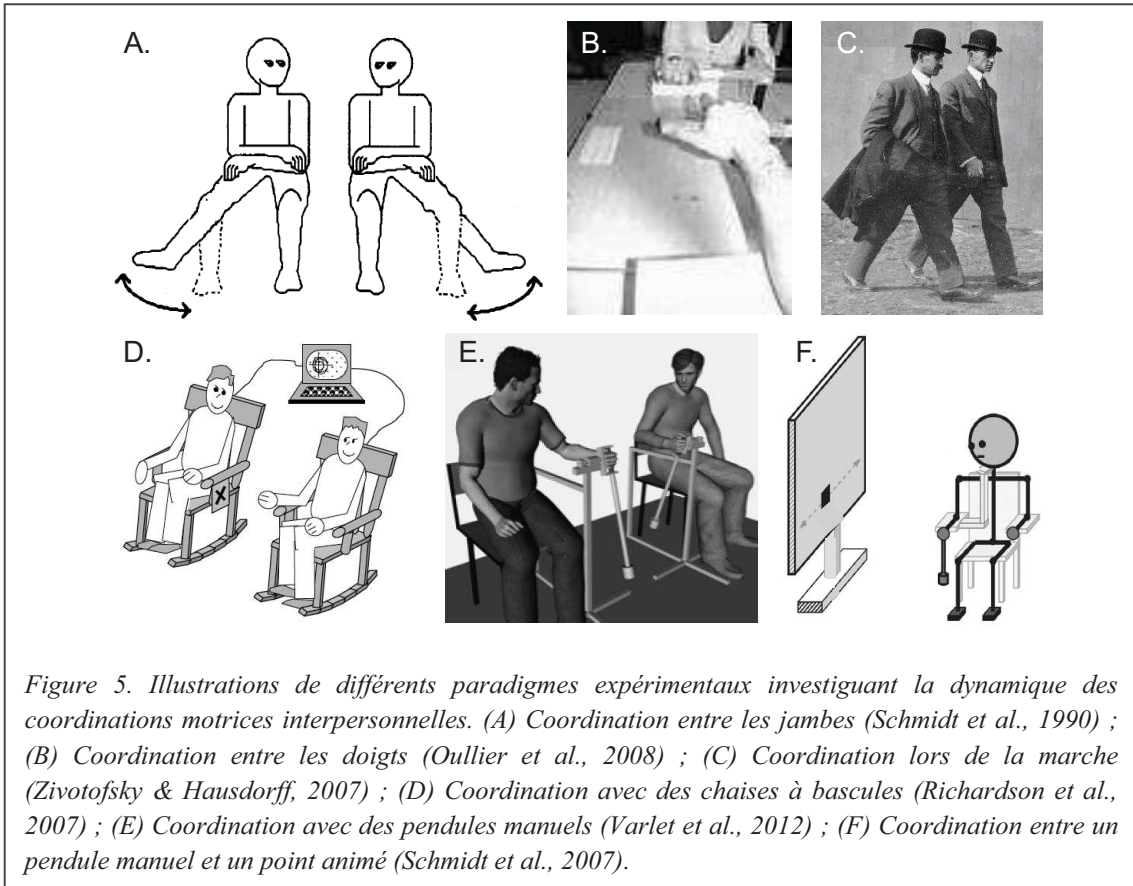 A.
B.
C.
D.
E.
F.
X
Figure 5. Illustrations de différents paradigmes expérimentaux investiguant la dynamique des
coordinations motrices interpersonnelles. (A) Coordination entre les jambes (Schmidt et al., 1990) ;
(B) Coordination entre les doigts (Oullier et al., 2008) ; (C) Coordination lors de la marche
(Zivotofsky & Hausdorff, 2007) ; (D) Coordination avec des chaises à bascules (Richardson et al.,
2007) ; (E) Coordination avec des pendules manuels (Varlet et al., 2012) ; (F) Coordination entre un
pendule manuel et un point animé (Schmidt et al., 2007).